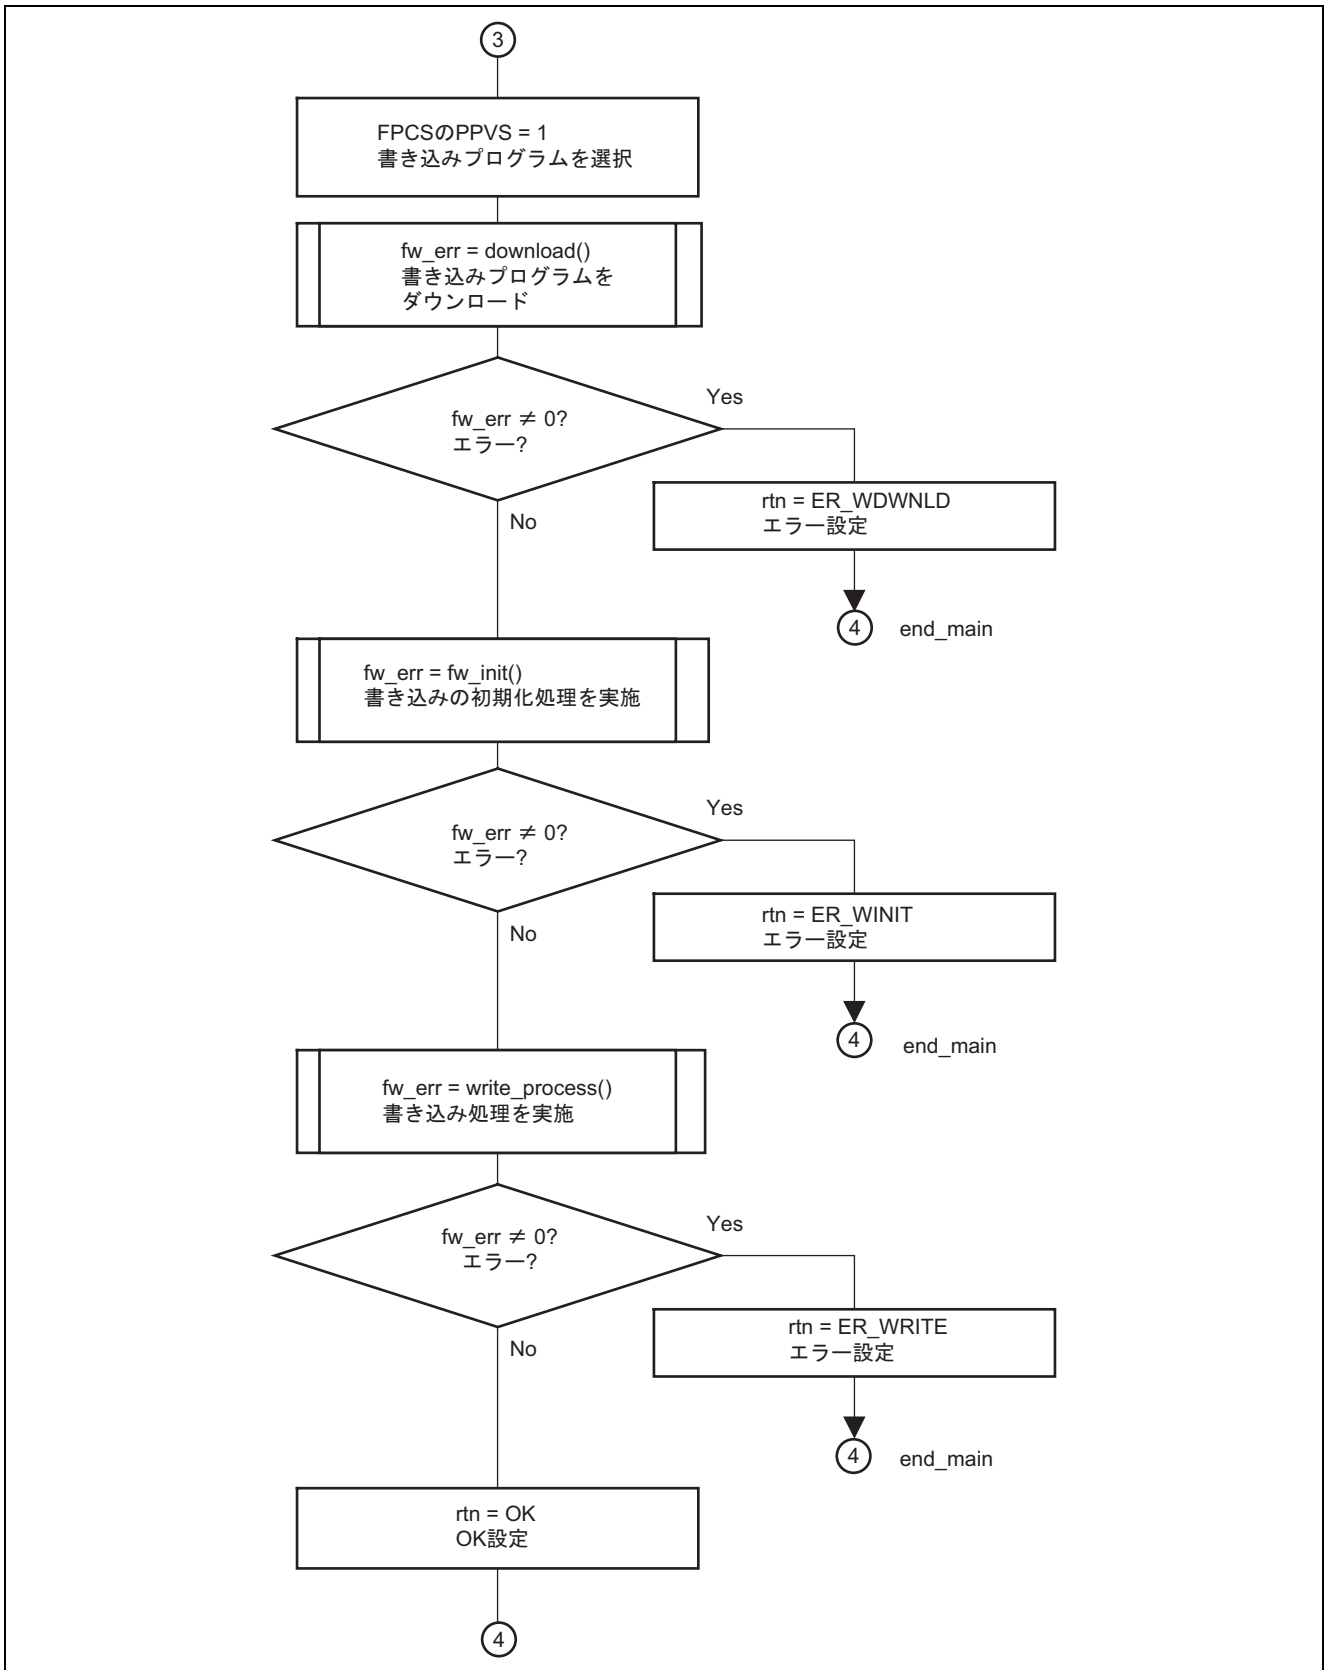 3
FPCSのPPVS = 1
書き込みプログラムを選択
fw_err = download()
書き込みプログラムを
ダウンロード
fw_err ≠ 0?
エラー?
Yes
No
rtn = ER_WDWNLD
エラー設定
4
end_main
fw_err = fw_init()
書き込みの初期化処理を実施
fw_err ≠ 0?
エラー?
Yes
No
rtn = ER_WINIT
エラー設定
4
end_main
fw_err = write_process()
書き込み処理を実施
fw_err ≠ 0?
エラー?
Yes
No
rtn = ER_WRITE
エラー設定
4
end_main
rtn = OK
OK設定
4